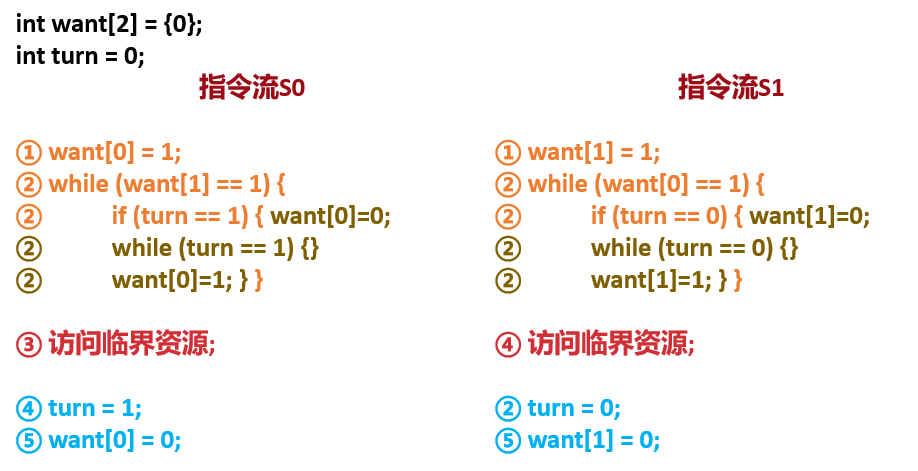 int want[2] = {0};
int turn = 0;
指令流S0
① want[0] = 1;
② while (want[1] == 1) {
② if (turn == 1) { want[0]=0;
② while (turn == 1) {}
② want[0]=1; } }
③ 访问临界资源;
④ turn = 1;
⑤ want[0] = 0;
指令流S1
① want[1] = 1;
② while (want[0] == 1) {
② if (turn == 0) { want[1]=0;
② while (turn == 0) {}
② want[1]=1; } }
④ 访问临界资源;
② turn = 0;
⑤ want[1] = 0;